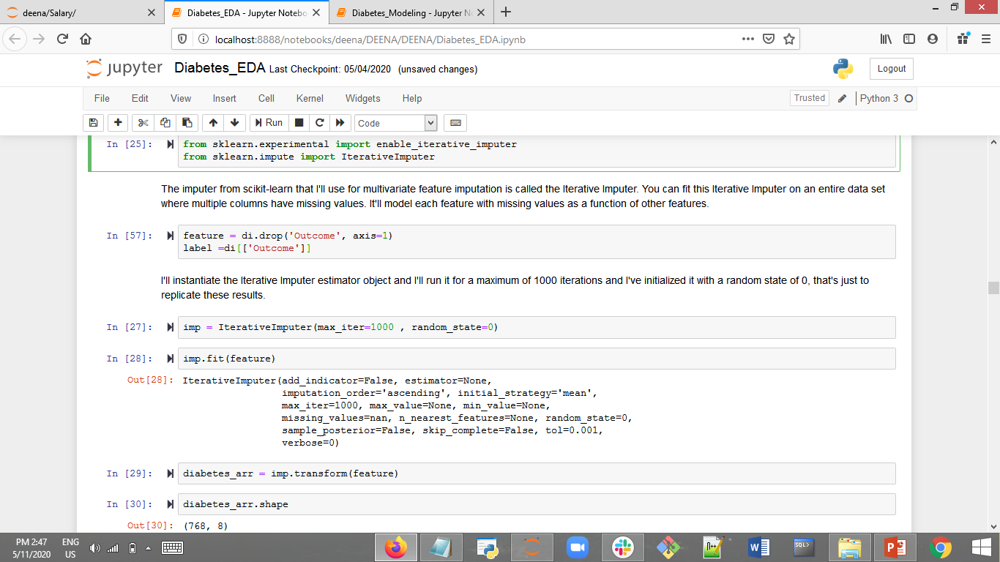 deena/Salary/
Diabetes_EDA - Jupyter Notebo
Diabetes_Modeling - Jupyter N
localhost:8888/notebooks/deena/DEENA/DEENA/Diabetes_EDA.ipynb
jupyter Diabetes_EDA Last Checkpoint: 05/04/2020 (unsaved changes)
Logout
File Edit View Insert Cell Kernel Widgets Help
Trusted Python 3
Run Code
In [25]: from sklearn.experimental import enable_iterative_imputer
from sklearn.impute import IterativeImputer
The imputer from scikit-learn that I'll use for multivariate feature imputation is called the Iterative Imputer. You can fit this Iterative Imputer on an entire data set
where multiple columns have missing values. It'll model each feature with missing values as a function of other features.
In [57]: feature = di.drop('Outcome', axis=1)
label =di[['Outcome']]
I'll instantiate the Iterative Imputer estimator object and I'll run it for a maximum of 1000 iterations and I've initialized it with a random state of 0, that's just to
replicate these results.
In [27]: imp = IterativeImputer(max_iter=1000 , random_state=0)
In [28]: imp.fit(feature)
Out[28]: IterativeImputer(add_indicator=False, estimator=None,
imputation_order='ascending', initial_strategy='mean',
max_iter=1000, max_value=None, min_value=None,
missing_values=nan, n_nearest_features=None, random_state=0,
sample_posterior=False, skip_complete=False, tol=0.001,
verbose=0)
In [29]: diabetes_arr = imp.transform(feature)
In [30]: diabetes_arr.shape
Out[30]: (768, 8)
PM 2:47
5/11/2020
ENG
US
SQL>